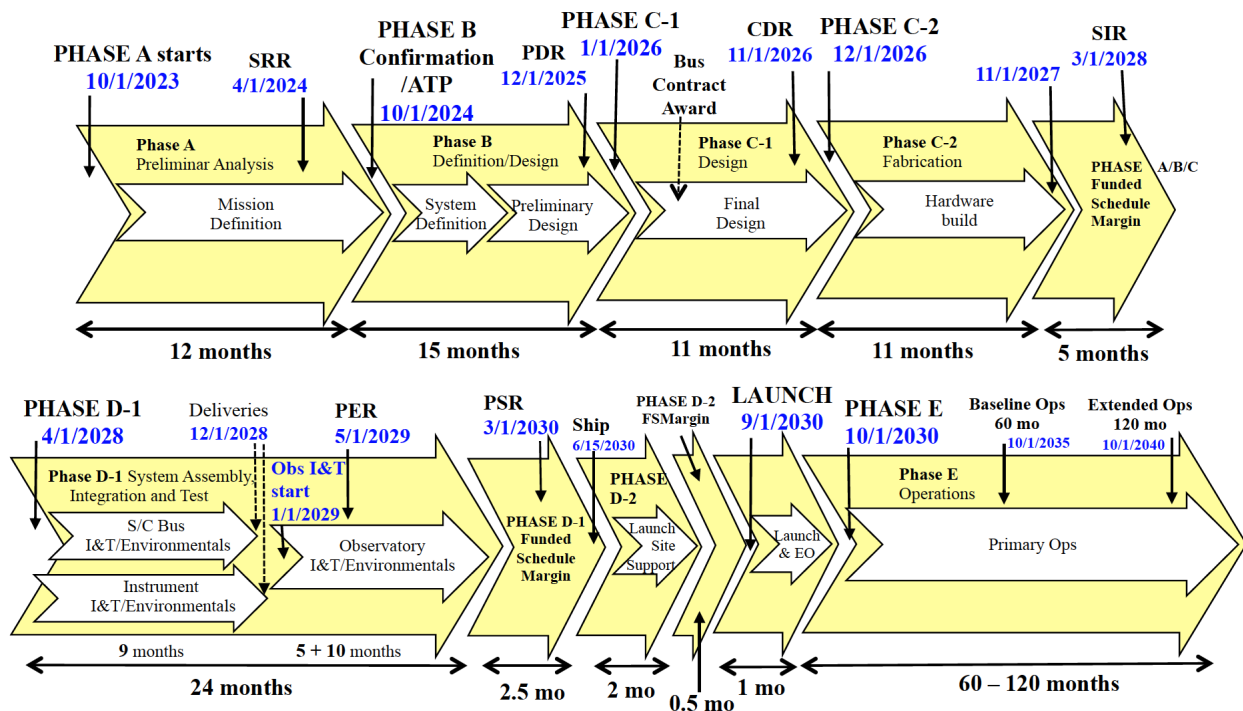 PHASE A starts
10/1/2023
SRR
4/1/2024
PHASE B
Confirmation
/ATP
10/1/2024
PDR
12/1/2025
PHASE C-1
1/1/2026
Bus
Contract
Award
CDR
11/1/2026
PHASE C-2
12/1/2026
11/1/2027
SIR
3/1/2028
Phase A
Preliminar Analysis
Mission
Definition
Phase B
Definition/Design
System
Definition
Preliminary
Design
Phase C-1
Design
Final
Design
Phase C-2
Fabrication
Hardware
build
PHASE A/B/C
Funded
Schedule
Margin
12 months
15 months
11 months
11 months
5 months
PHASE D-1
4/1/2028
Deliveries
12/1/2028
PER
5/1/2029
PSR
3/1/2030
Ship
6/15/2030
PHASE D-2
FSMargin
LAUNCH
9/1/2030
PHASE E
10/1/2030
Baseline Ops
60 mo
10/1/2035
Extended Ops
120 mo
10/1/2040
Phase D-1 System Assembly,
Integration and Test
Obs I&T
start
1/1/2029
S/C Bus
I&T/Environmentals
Instrument
I&T/Environmentals
Observatory
I&T/Environmentals
PHASE D-1
Funded
Schedule
Margin
PHASE
D-2
Launch
Site
Support
Launch
& EO
Phase E
Operations
Primary Ops
9 months
5 + 10 months
24 months
2.5 mo
2 mo
0.5 mo
1 mo
60 – 120 months